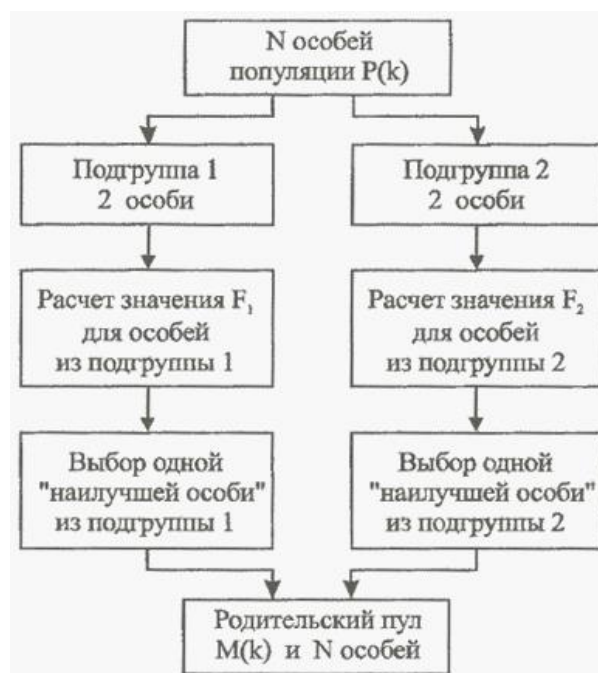 N особей
популяции P(k)
Подгруппа 1
2 особи
Подгруппа 2
2 особи
Расчет значения F₁
для особей
из подгруппы 1
Расчет значения F₂
для особей
из подгруппы 2
Выбор одной
"наилучшей особи"
из подгруппы 1
Выбор одной
"наилучшей особи"
из подгруппы 2
Родительский пул
M(k) и N особей